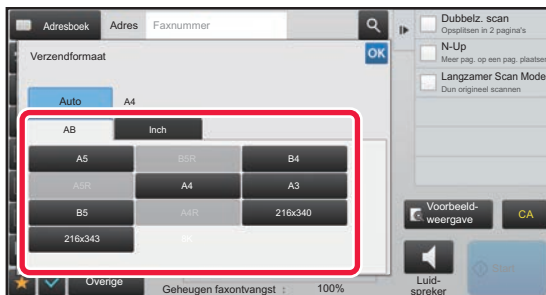 Adresboek
Adres
Faxnummer
Verzendformaat
OK
Auto
A4
AB
Inch
A5
B5R
B4
A5R
A4
A3
B5
A4R
216x340
216x343
8K
Overige
Geheugen faxontvangst :
100%
Dubbelz. scan
Opsplitsen in 2 pagina's
N-Up
Meer pag. op een pag. plaatsen
Langzamer Scan Mode
Dun origineel scannen
Voorbeeld-
weergave
CA
Luid-
spreker
Start